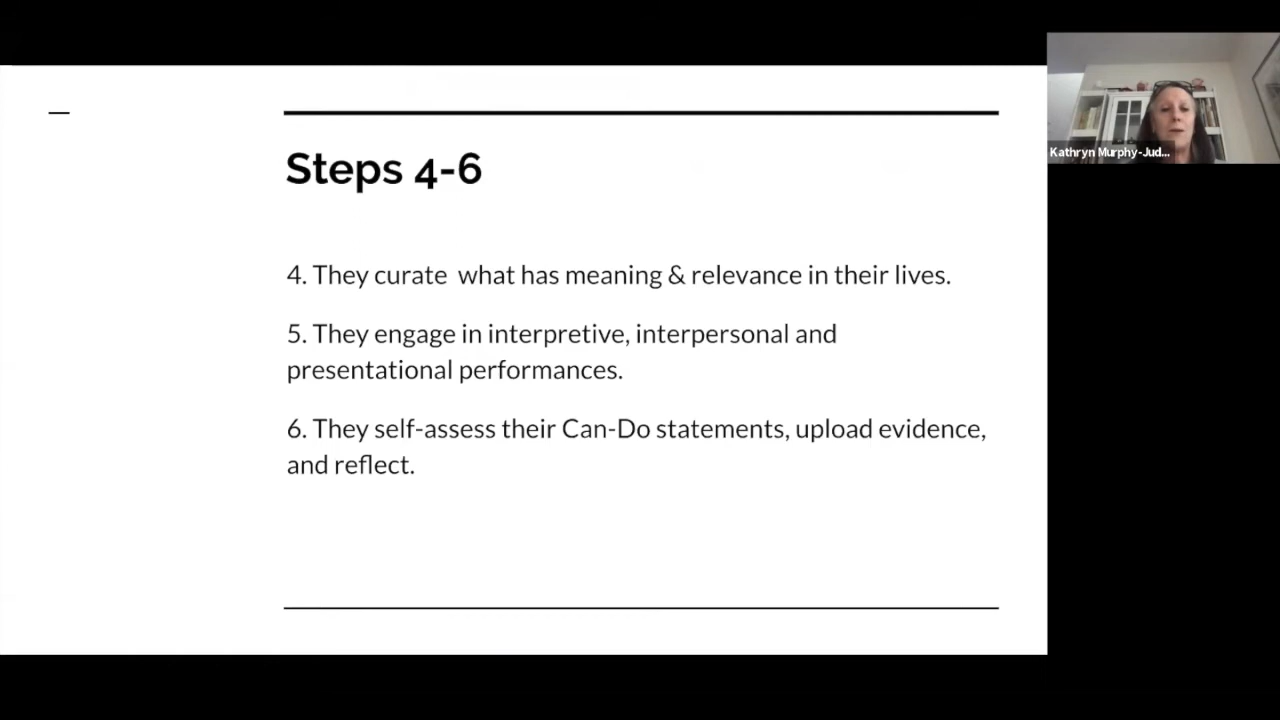 Steps 4-6
4. They curate  what has meaning & relevance in their lives.
5. They engage in interpretive, interpersonal and
presentational performances.
6. They self-assess their Can-Do statements, upload evidence,
and reflect.
Kathryn Murphy-Jud...